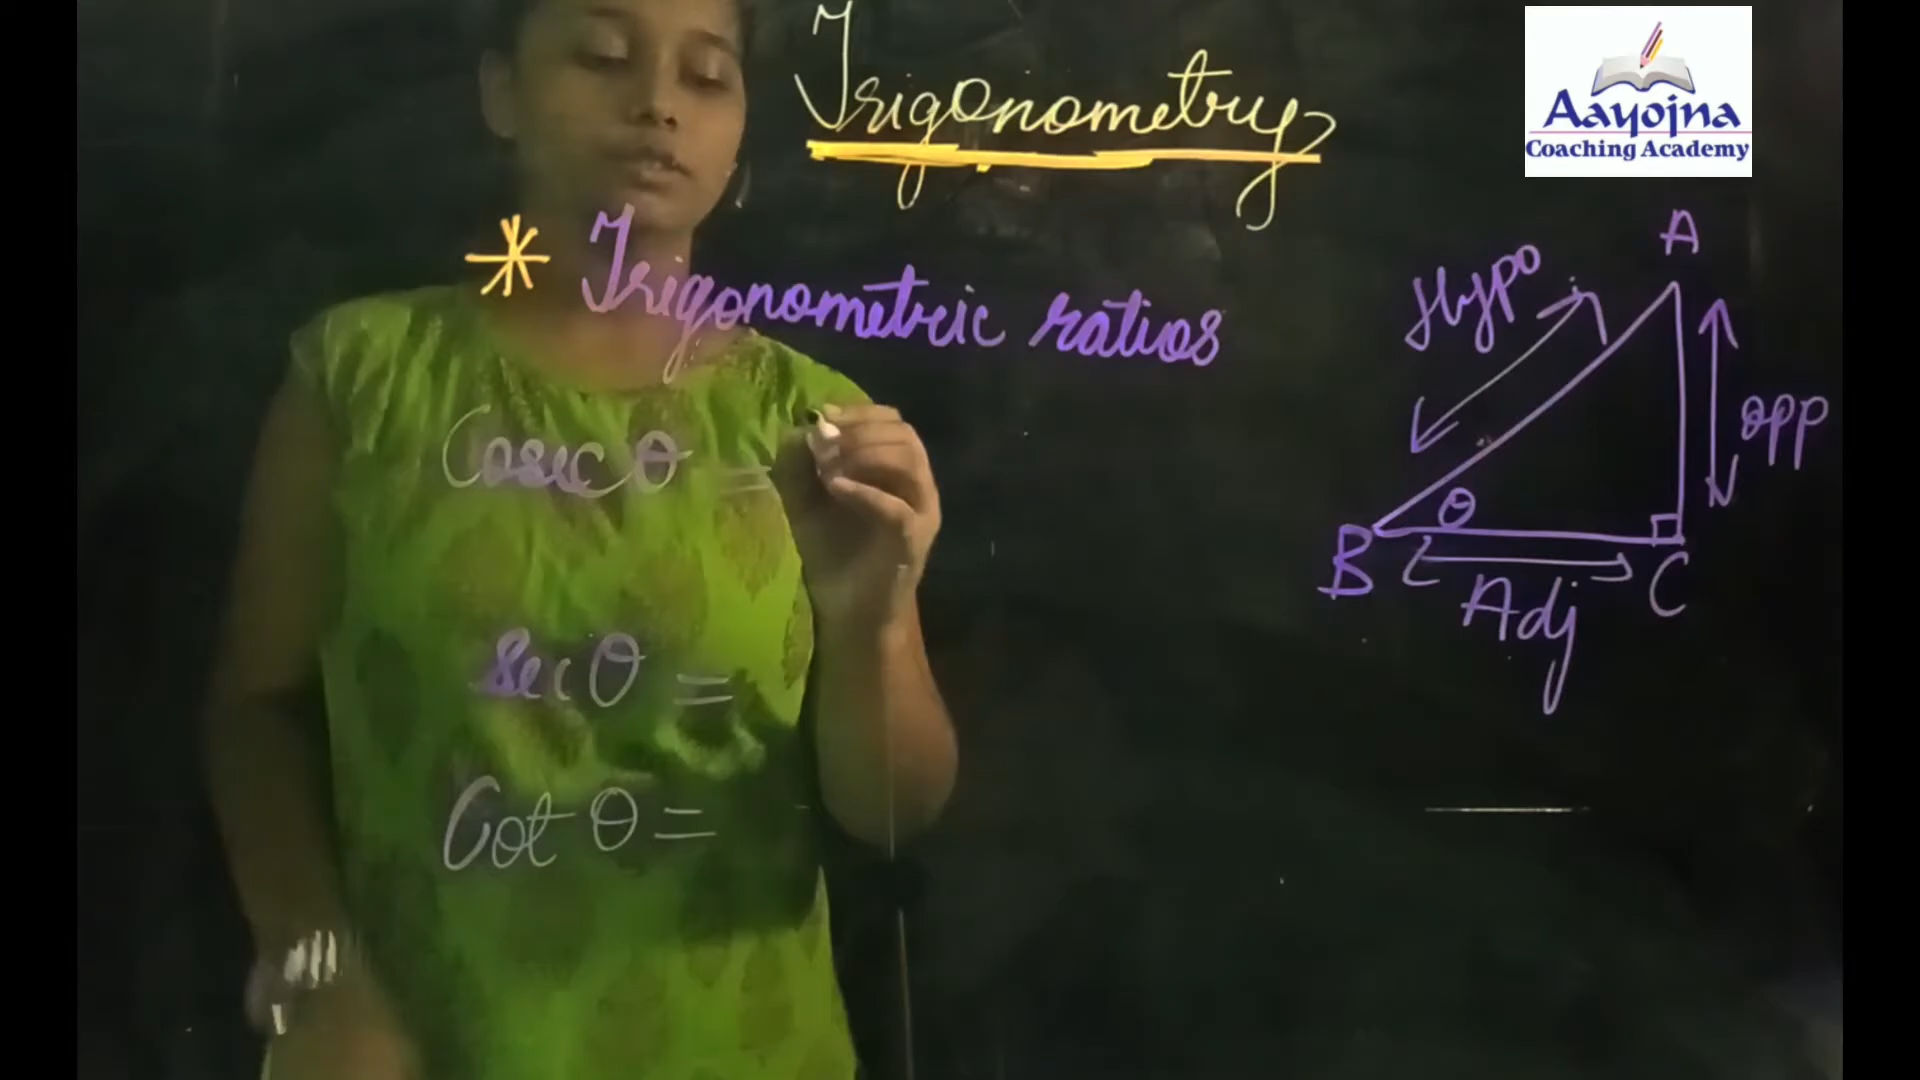 Trigonometry
Aayojna
Coaching Academy
* Trigonometric ratios
A
Hypo
opp
Cosec θ =
θ
B
C
Adj
sec θ =
Cot θ =